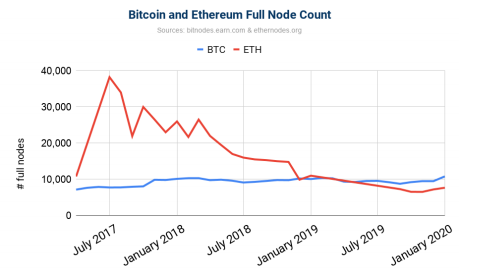 Bitcoin and Ethereum Full Node Count
Sources: bitnodes.earn.com & ethernodes.org
BTC ETH
# full nodes
40,000
30,000
20,000
10,000
0
July 2017
January 2018
July 2018
January 2019
July 2019
January 2020